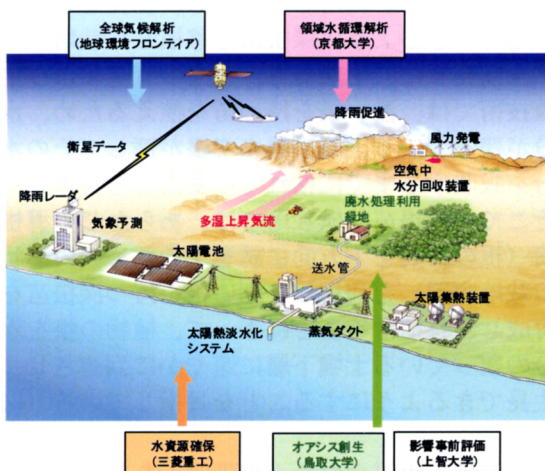 全球気候解析
(地球環境フロンティア)
領域水循環解析
(京都大学)
降雨促進
風力発電
衛星データ
空気中
水分回収装置
降雨レーダ
気象予測
多湿上昇気流
廃水処理利用
緑地
太陽電池
送水管
太陽集熱装置
太陽熱淡水化
システム
蒸気ダクト
水資源確保
(三菱重工)
オアシス創生
(鳥取大学)
影響事前評価
(上智大学)